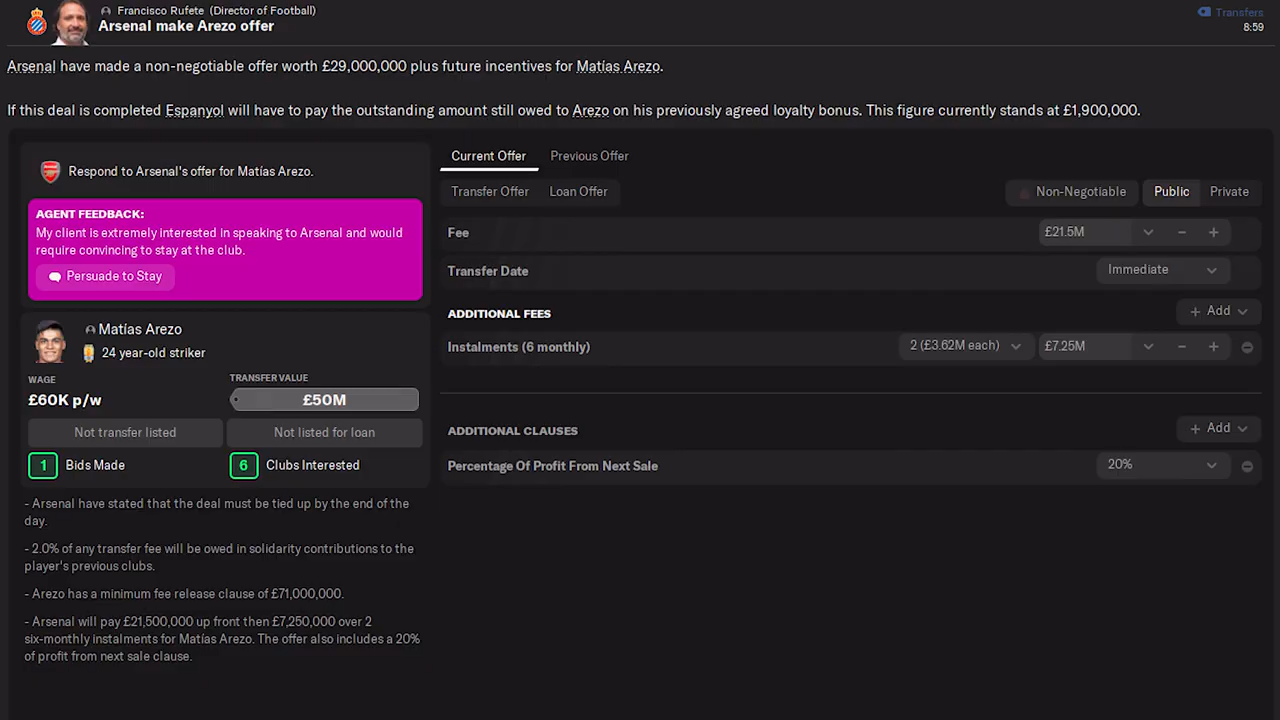 Francisco Rufete (Director of Football)
Arsenal make Arezo offer
Transfers
8:59
Arsenal have made a non-negotiable offer worth £29,000,000 plus future incentives for Matías Arezo.
If this deal is completed Espanyol will have to pay the outstanding amount still owed to Arezo on his previously agreed loyalty bonus. This figure currently stands at £1,900,000.
Respond to Arsenal's offer for Matías Arezo.
AGENT FEEDBACK:
My client is extremely interested in speaking to Arsenal and would
require convincing to stay at the club.
Persuade to Stay
Matías Arezo
24 year-old striker
WAGE
TRANSFER VALUE
£60K p/w
£50M
Not transfer listed
Not listed for loan
1 Bids Made
6 Clubs Interested
- Arsenal have stated that the deal must be tied up by the end of the
day.
- 2.0% of any transfer fee will be owed in solidarity contributions to the
player's previous clubs.
- Arezo has a minimum fee release clause of £71,000,000.
- Arsenal will pay £21,500,000 up front then £7,250,000 over 2
six-monthly instalments for Matías Arezo. The offer also includes a 20%
of profit from next sale clause.
Current Offer
Previous Offer
Transfer Offer
Loan Offer
Non-Negotiable
Public
Private
Fee
£21.5M
Transfer Date
Immediate
ADDITIONAL FEES
+ Add
Instalments (6 monthly)
2 (£3.62M each)
£7.25M
ADDITIONAL CLAUSES
+ Add
Percentage Of Profit From Next Sale
20%